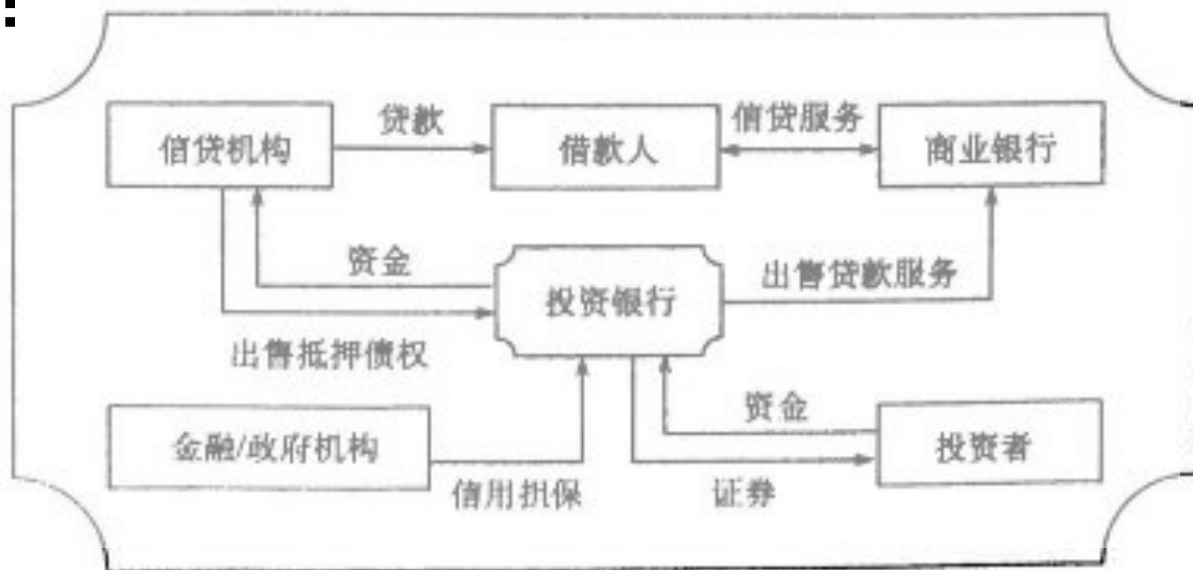 贷款
信贷服务
信贷机构
借款人
商业银行
资金
出售贷款服务
投资银行
出售抵押债权
资金
金融/政府机构
投资者
信用担保
证券